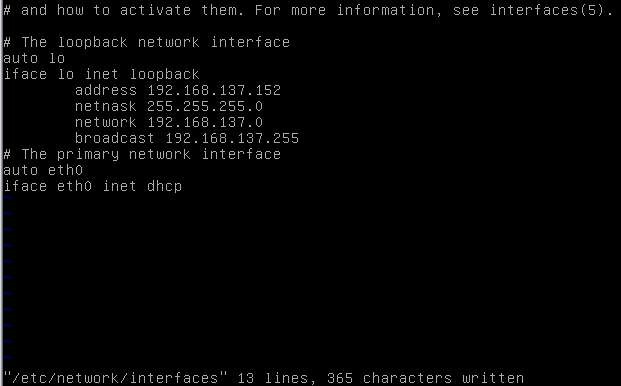 # and how to activate them. For more information, see interfaces(5).
# The loopback network interface
auto lo
iface lo inet loopback
address 192.168.137.152
netnask 255.255.255.0
network 192.168.137.0
broadcast 192.168.137.255
# The primary network interface
auto eth0
iface eth0 inet dhcp
~
~
~
~
~
~
~
~
~
~
~
"/etc/network/interfaces" 13 lines, 365 characters written